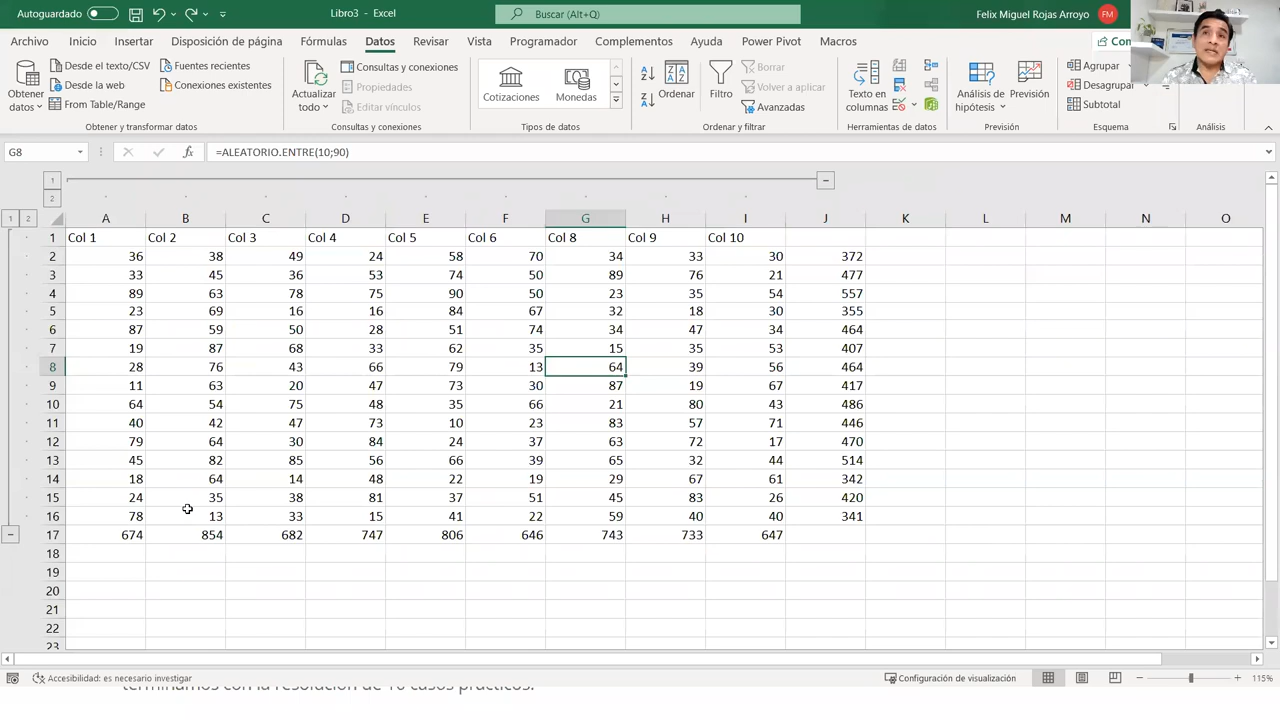 Autoguardado
Libro3 - Excel
Buscar (Alt+Q)
Felix Miguel Rojas Arroyo
FM
Archivo Inicio Insertar Disposición de página Fórmulas Datos Revisar Vista Programador Complementos Ayuda Power Pivot Macros
Obtener datos
Desde el texto/CSV
Desde la web
From Table/Range
Fuentes recientes
Conexiones existentes
Obtener y transformar datos
Actualizar todo
Consultas y conexiones
Propiedades
Editar vínculos
Consultas y conexiones
Cotizaciones
Monedas
Tipos de datos
Ordenar
Filtro
Borrar
Volver a aplicar
Avanzadas
Ordenar y filtrar
Texto en columnas
Herramientas de datos
Análisis de hipótesis
Previsión
Previsión
Agrupar
Desagrupar
Subtotal
Esquema
Análisis
G8 fx =ALEATORIO.ENTRE(10;90)
1
2
1 2
A B C D E F G H I J K L M N O
1 Col 1 Col 2 Col 3 Col 4 Col 5 Col 6 Col 8 Col 9 Col 10
2 36 38 49 24 58 70 34 33 30 372
3 33 45 36 53 74 50 89 76 21 477
4 89 63 78 75 90 50 23 35 54 557
5 23 69 16 16 84 67 32 18 30 355
6 87 59 50 28 51 74 34 47 34 464
7 19 87 68 33 62 35 15 35 53 407
8 28 76 43 66 79 13 64 39 56 464
9 11 63 20 47 73 30 87 19 67 417
10 64 54 75 48 35 66 21 80 43 486
11 40 42 47 73 10 23 83 57 71 446
12 79 64 30 84 24 37 63 72 17 470
13 45 82 85 56 66 39 65 32 44 514
14 18 64 14 48 22 19 29 67 61 342
15 24 35 38 81 37 51 45 83 26 420
16 78 13 33 15 41 22 59 40 40 341
17 674 854 682 747 806 646 743 733 647
18
19
20
21
22
23
Accesibilidad: es necesario investigar
Configuración de visualización
115%
terminamos con la resolución de 10 casos prácticos.